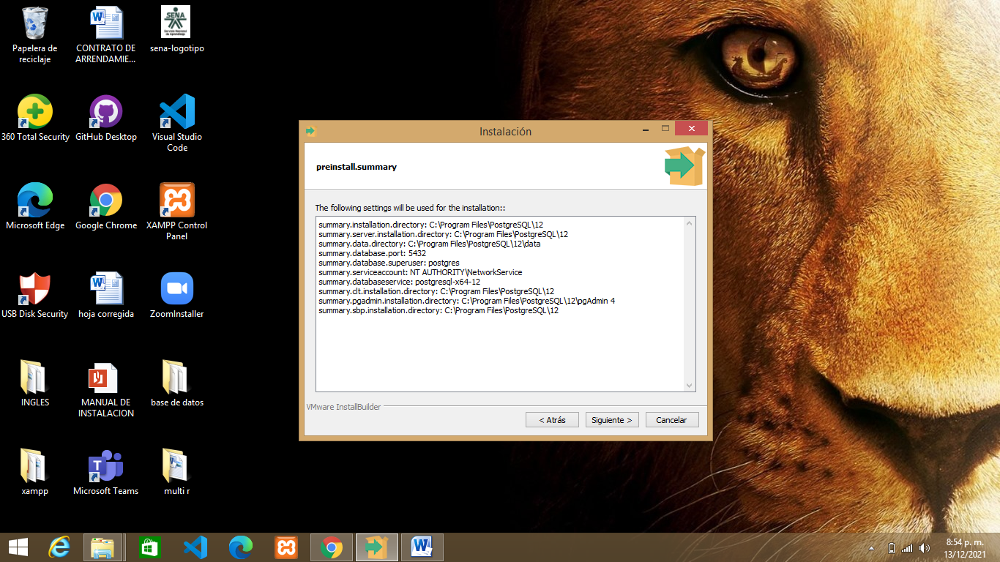 Papelera de
reciclaje
CONTRATO DE
ARRENDAMIE...
SENA
sena-logotipo
360 Total Security
GitHub Desktop
Visual Studio
Code
Microsoft Edge
Google Chrome
XAMPP Control
Panel
USB Disk Security
hoja corregida
ZoomInstaller
INGLES
MANUAL DE
INSTALACION
base de datos
xampp
Microsoft Teams
multi r
Instalación
preinstall.summary
The following settings will be used for the installation::
summary.installation.directory: C:\Program Files\PostgreSQL\12
summary.server.installation.directory: C:\Program Files\PostgreSQL\12
summary.data.directory: C:\Program Files\PostgreSQL\12\data
summary.database.port: 5432
summary.database.superuser: postgres
summary.serviceaccount: NT AUTHORITY\NetworkService
summary.databaseservice: postgresql-x64-12
summary.clt.installation.directory: C:\Program Files\PostgreSQL\12
summary.pgadmin.installation.directory: C:\Program Files\PostgreSQL\12\pgAdmin 4
summary.sbp.installation.directory: C:\Program Files\PostgreSQL\12
VMware InstallBuilder
< Atrás
Siguiente >
Cancelar
8:54 p. m.
13/12/2021